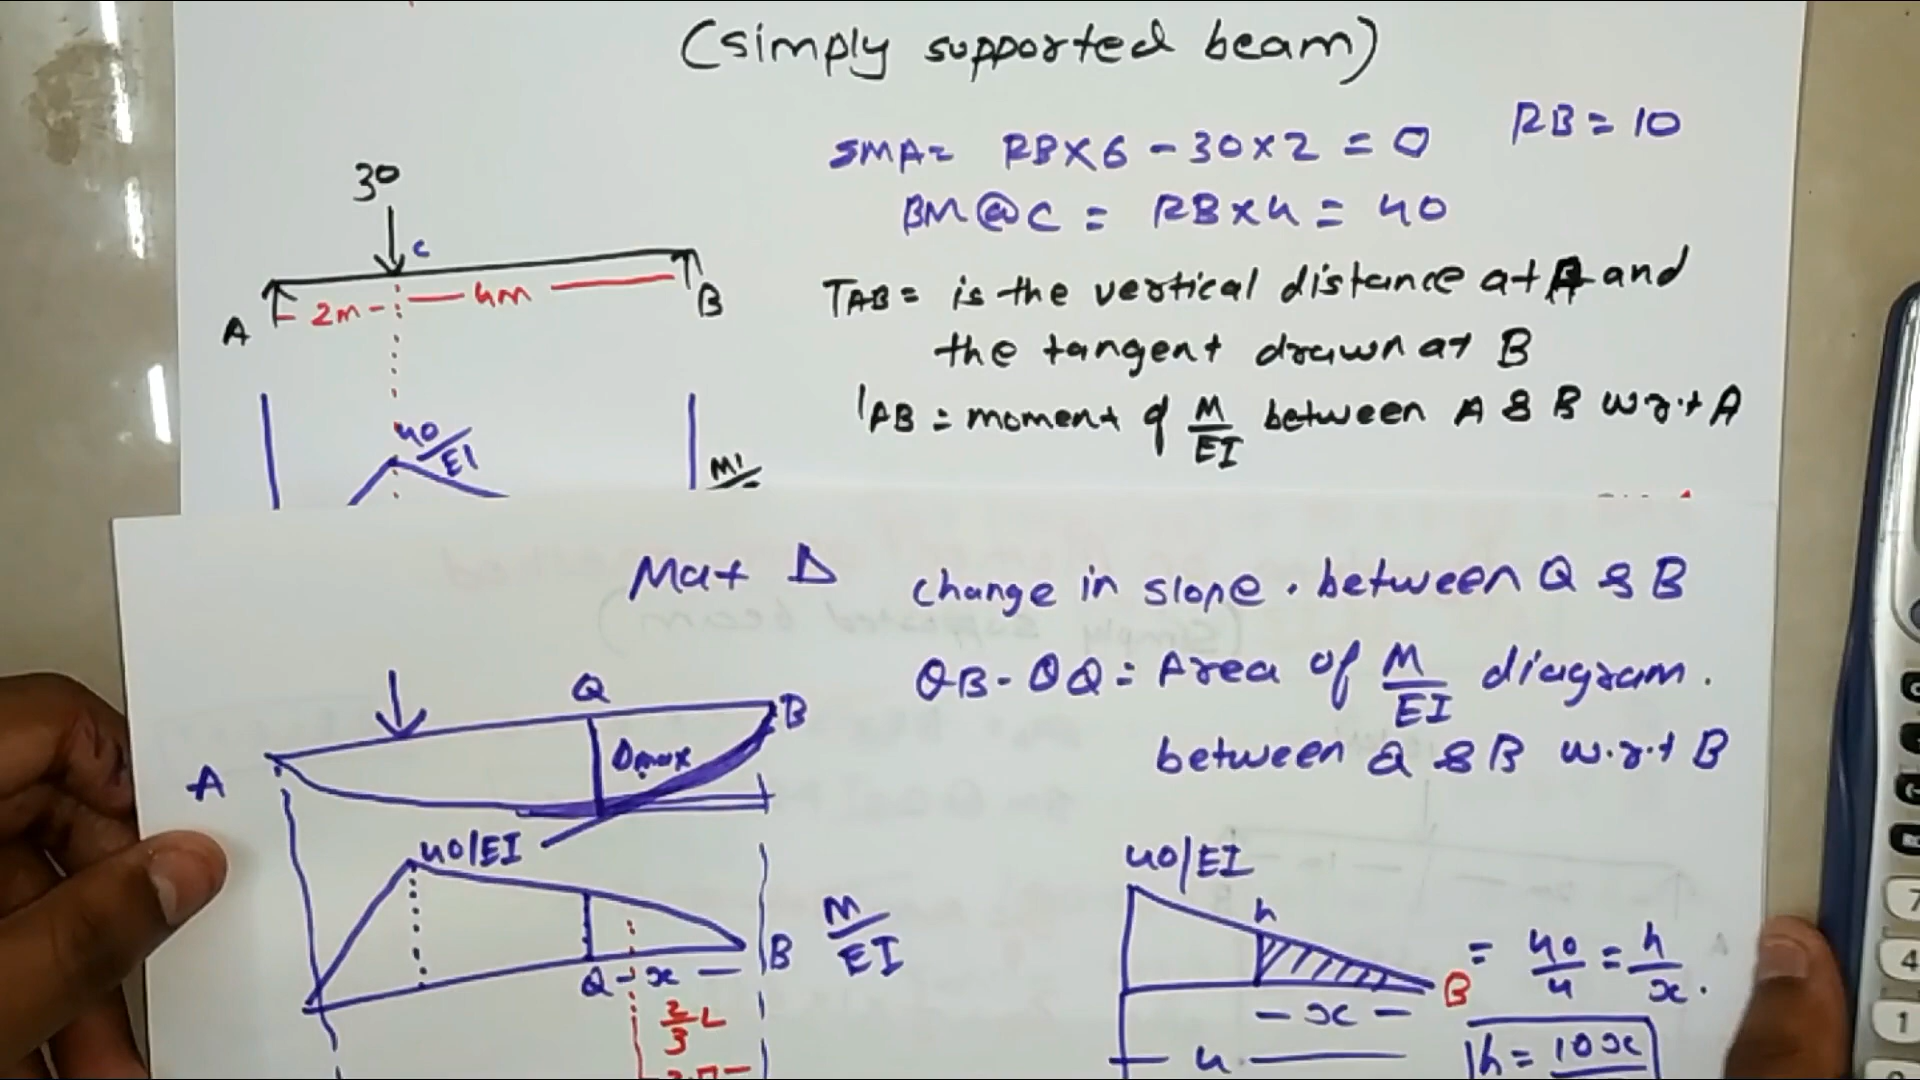 (simply supported beam)
ΣMA= RB×6 - 30×2 = 0 RB = 10
BM@C = RB×4 = 40
30
C
2m 4m
A B
TAB = is the vertical distance at A and
the tangent drawn at B
TAB = moment of M/EI between A & B w.r.t A
40/EI
Max Δ change in slope. between Q & B
θB-θQ = Area of M/EI diagram.
between Q & B w.r.t B
Q B
Δmax
A
40/EI
M/EI
Q x B
2/3 L
40/EI
h
B
x
4
= 40/4 = h/x.
h = 10x